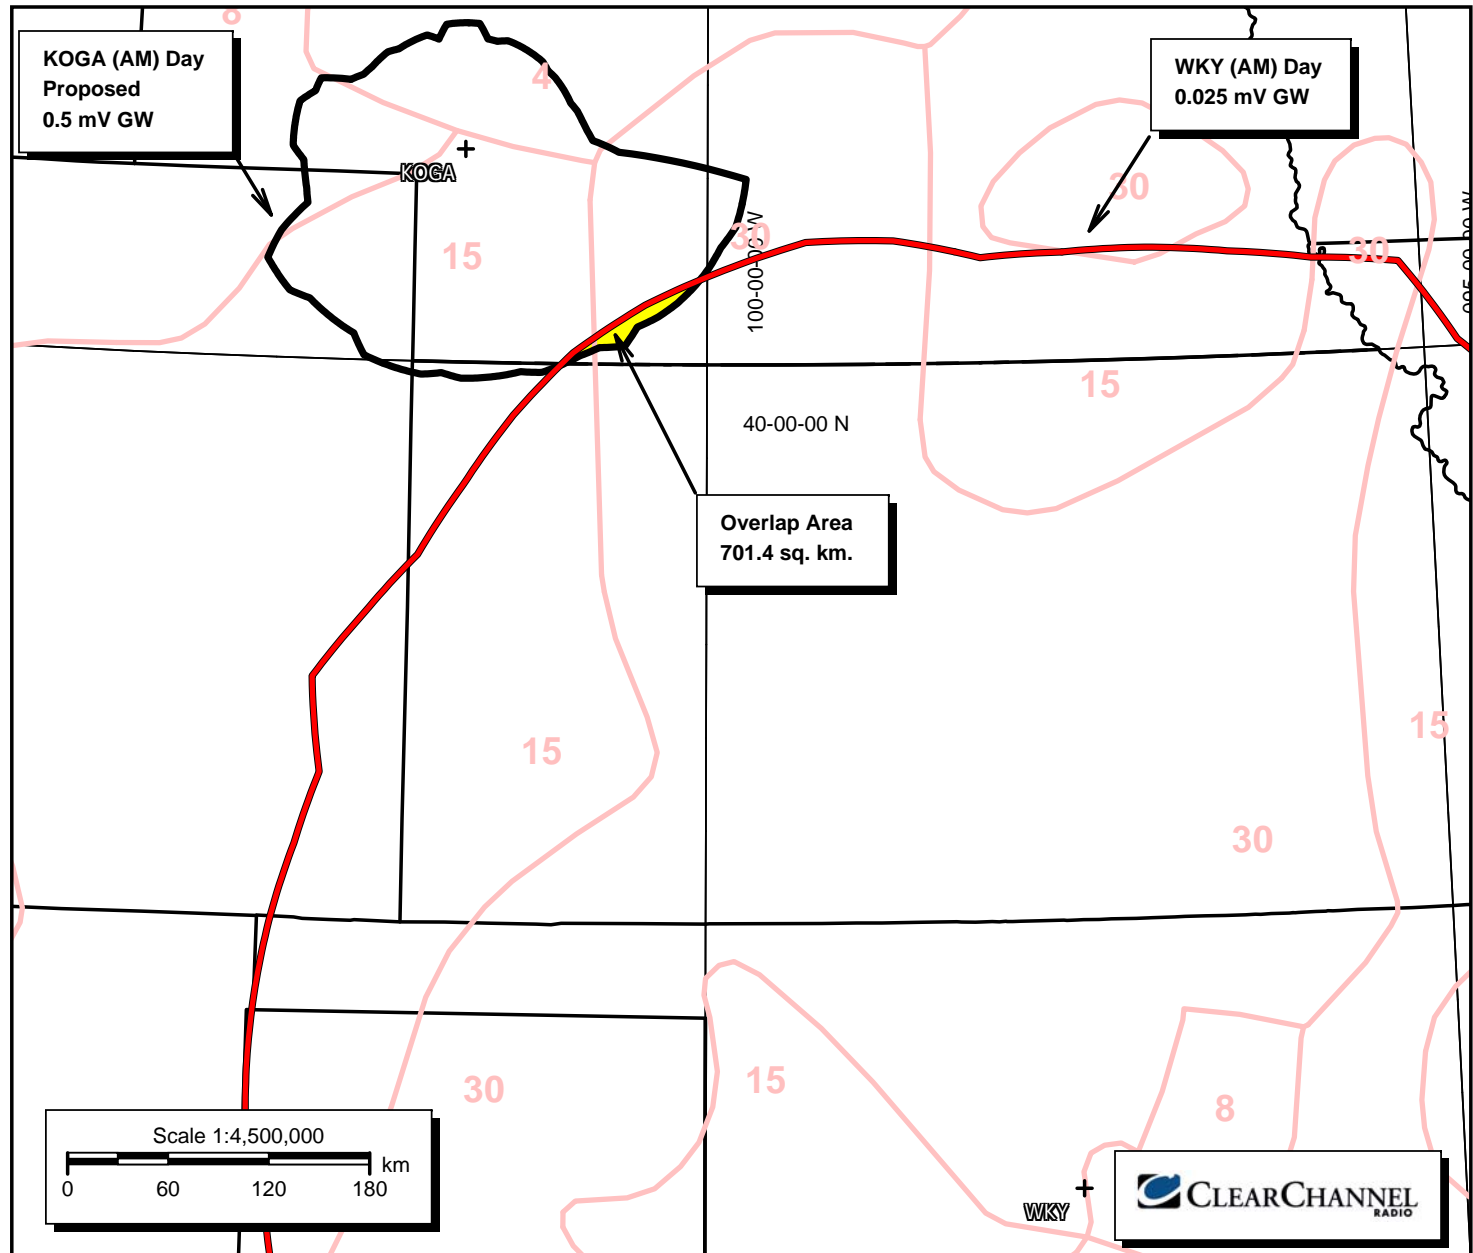 8
KOGA (AM) Day
Proposed
0.5 mV GW
4
WKY (AM) Day
0.025 mV GW
KOGA
30
15
30
30
100-00-00 W
15
40-00-00 N
Overlap Area
701.4 sq. km.
15
15
30
30
15
8
Scale 1:4,500,000
km
0 60 120 180
WKY
CLEARCHANNEL
RADIO